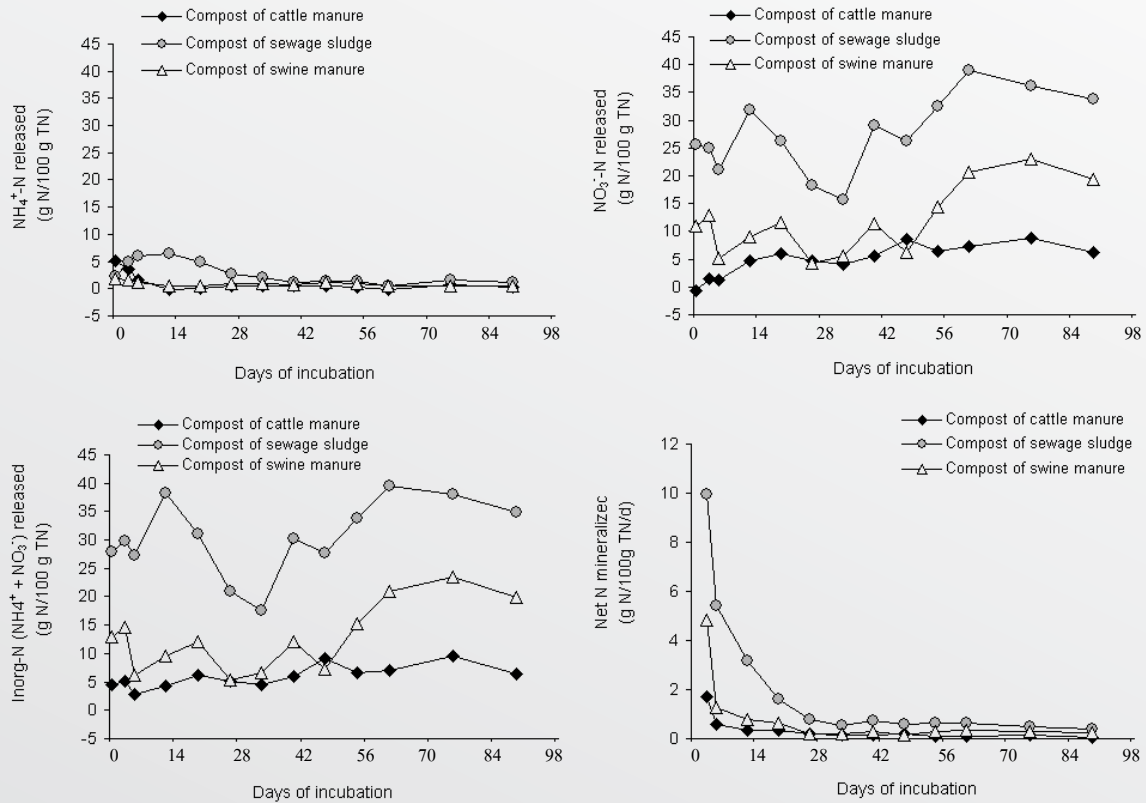 Compost of cattle manure
Compost of sewage sludge
Compost of swine manure
45
40
35
30
25
20
15
10
5
0
-5
NH₄⁺-N released
(g N/100 g TN)
0 14 28 42 56 70 84 98
Days of incubation
Compost of cattle manure
Compost of sewage sludge
Compost of swine manure
45
40
35
30
25
20
15
10
5
0
-5
NO₃⁻-N released
(g N/100 g TN)
0 14 28 42 56 70 84 98
Days of incubation
Compost of cattle manure
Compost of sewage sludge
Compost of swine manure
45
40
35
30
25
20
15
10
5
0
-5
Inorg-N (NH4⁺ + NO₃⁻) released
(g N/100 g TN)
0 14 28 42 56 70 84 98
Days of incubation
Compost of cattle manure
Compost of sewage sludge
Compost of swine manure
12
10
8
6
4
2
0
Net N mineralizec
(g N/100g TN/d)
0 14 28 42 56 70 84 98
Days of incubation